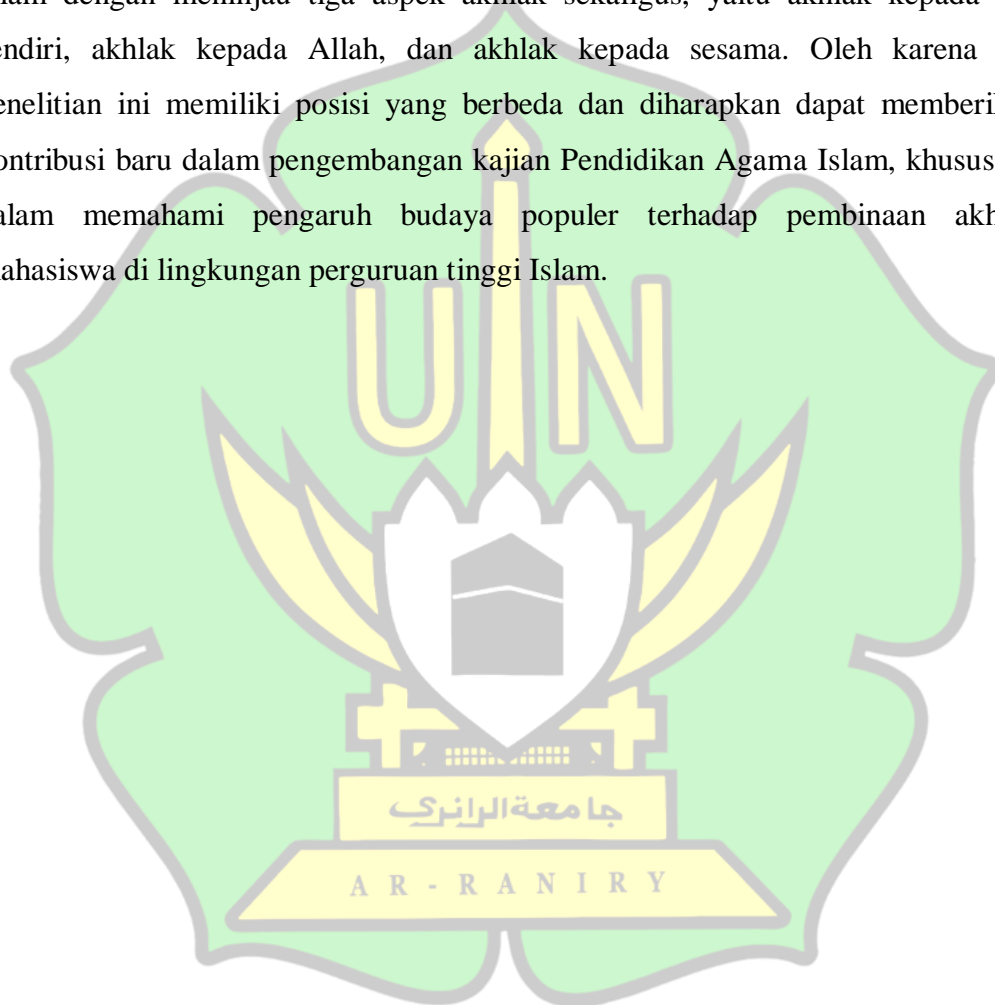 dengan meninjau tiga aspek akhlak sekaligus, yaitu akhlak kepada
endiri, akhlak kepada Allah, dan akhlak kepada sesama. Oleh karena
enelitian ini memiliki posisi yang berbeda dan diharapkan dapat memberi
ontribusi baru dalam pengembangan kajian Pendidikan Agama Islam, khusus
alam memahami pengaruh budaya populer terhadap pembinaan akh
ahasiswa di lingkungan perguruan tinggi Islam.
UIN
جامعة الرانري
AR-RANIRY